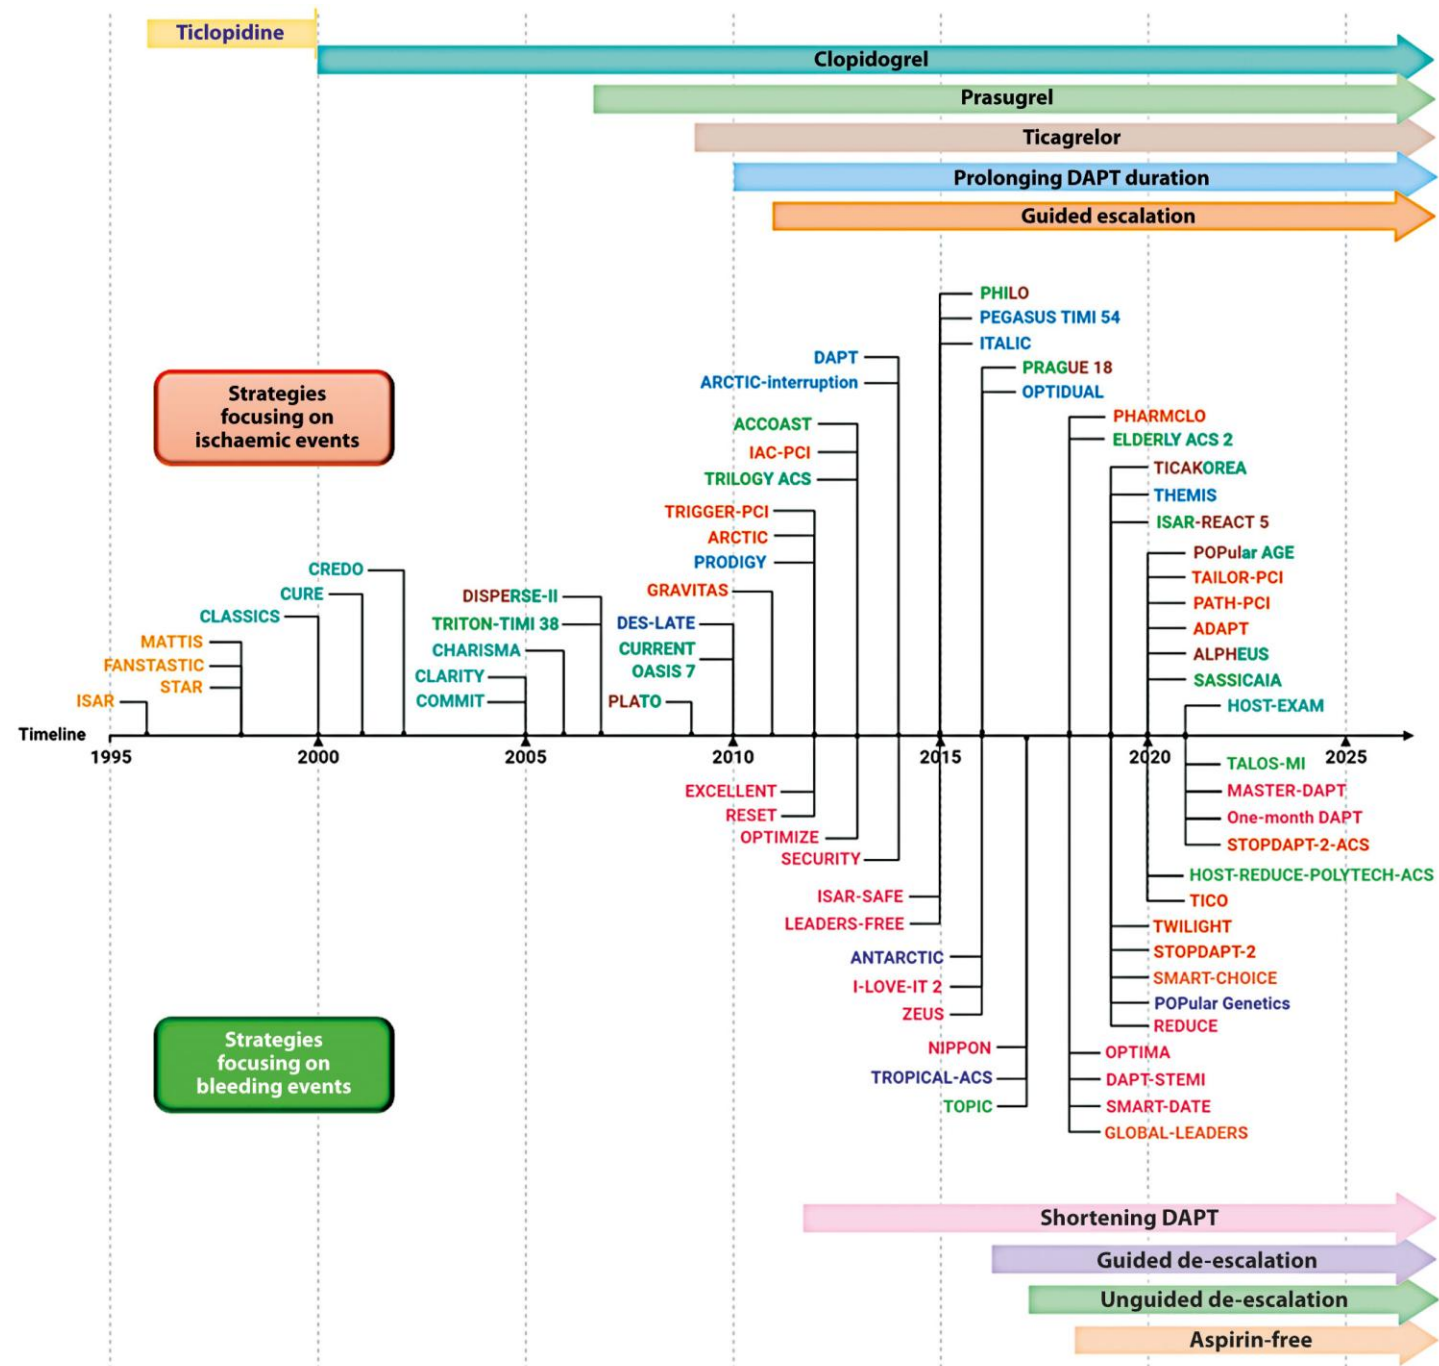 Ticlopidine
Clopidogrel
Prasugrel
Ticagrelor
Prolonging DAPT duration
Guided escalation
PHILO
PEGASUS TIMI 54
ITALIC
DAPT
PRAGUE 18
ARCTIC-interruption
OPTIDUAL
Strategies
focusing on
ischaemic events
ACCOAST
PHARMCLO
ELDERLY ACS 2
IAC-PCI
TRILOGY ACS
TICAKOREA
THEMIS
ISAR-REACT 5
TRIGGER-PCI
ARCTIC
PRODIGY
POPular AGE
TAILOR-PCI
PATH-PCI
ADAPT
ALPHEUS
SASSICAIA
HOST-EXAM
CREDO
CURE
CLASSICS
MATTIS
FANSTASTIC
STAR
ISAR
DISPERSE-II
TRITON-TIMI 38
CHARISMA
CLARITY
COMMIT
GRAVITAS
DES-LATE
CURRENT
OASIS 7
PLATO
Timeline
1995
2000
2005
2010
2015
2020
2025
EXCELLENT
RESET
OPTIMIZE
SECURITY
TALOS-MI
MASTER-DAPT
One-month DAPT
STOPDAPT-2-ACS
HOST-REDUCE-POLYTECH-ACS
TICO
ISAR-SAFE
LEADERS-FREE
TWILIGHT
STOPDAPT-2
SMART-CHOICE
POPular Genetics
REDUCE
ANTARCTIC
I-LOVE-IT 2
ZEUS
NIPPON
TROPICAL-ACS
TOPIC
OPTIMA
DAPT-STEMI
SMART-DATE
GLOBAL-LEADERS
Strategies
focusing on
bleeding events
Shortening DAPT
Guided de-escalation
Unguided de-escalation
Aspirin-free